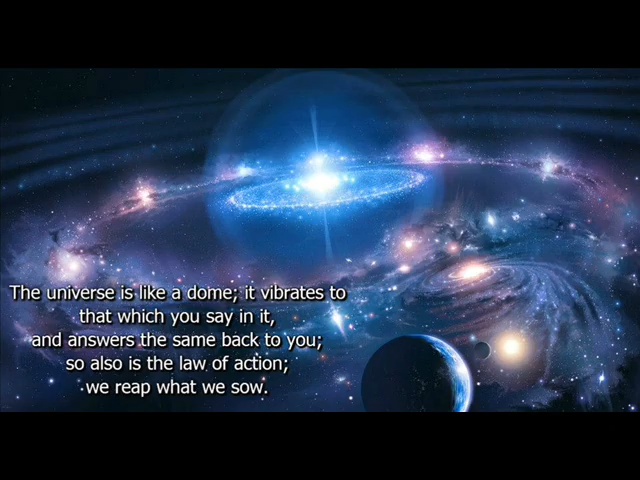 The universe is like a dome; it vibrates to
that which you say in it,
and answers the same back to you;
so also is the law of action;
we reap what we sow.